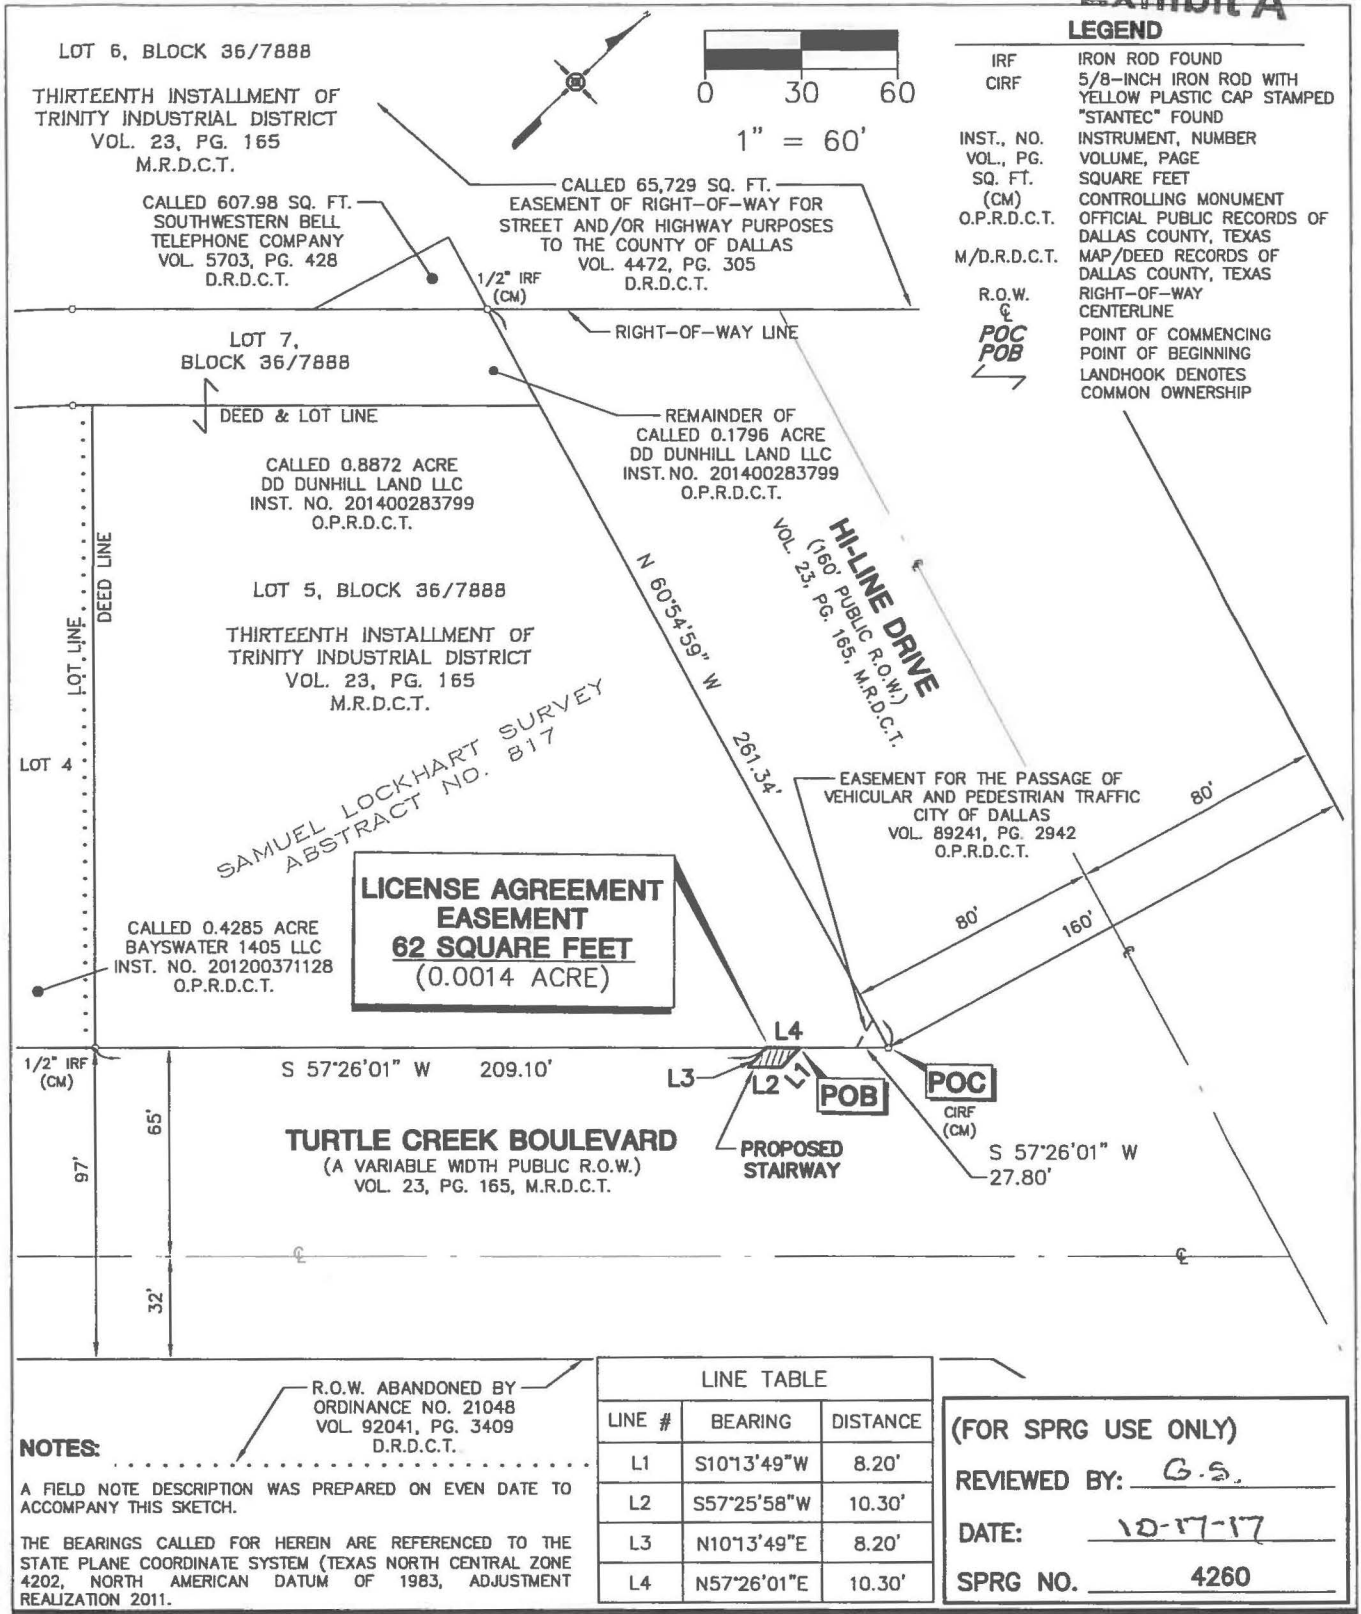 Exhibit A
LOT 6, BLOCK 36/7888
THIRTEENTH INSTALLMENT OF
TRINITY INDUSTRIAL DISTRICT
VOL. 23, PG. 165
M.R.D.C.T.
N
0 30 60
1" = 60'
LEGEND
IRF IRON ROD FOUND
CIRF 5/8-INCH IRON ROD WITH
YELLOW PLASTIC CAP STAMPED
"STANTEC" FOUND
INST., NO. INSTRUMENT, NUMBER
VOL., PG. VOLUME, PAGE
SQ. FT. SQUARE FEET
(CM) CONTROLLING MONUMENT
O.P.R.D.C.T. OFFICIAL PUBLIC RECORDS OF
DALLAS COUNTY, TEXAS
M/D.R.D.C.T. MAP/DEED RECORDS OF
DALLAS COUNTY, TEXAS
R.O.W. RIGHT-OF-WAY
℄ CENTERLINE
POC POINT OF COMMENCING
POB POINT OF BEGINNING
LANDHOOK DENOTES
COMMON OWNERSHIP
CALLED 607.98 SQ. FT.
SOUTHWESTERN BELL
TELEPHONE COMPANY
VOL. 5703, PG. 428
D.R.D.C.T.
CALLED 65,729 SQ. FT.
EASEMENT OF RIGHT-OF-WAY FOR
STREET AND/OR HIGHWAY PURPOSES
TO THE COUNTY OF DALLAS
VOL. 4472, PG. 305
D.R.D.C.T.
1/2" IRF
(CM)
RIGHT-OF-WAY LINE
LOT 7,
BLOCK 36/7888
DEED & LOT LINE
REMAINDER OF
CALLED 0.1796 ACRE
DD DUNHILL LAND LLC
INST. NO. 201400283799
O.P.R.D.C.T.
CALLED 0.8872 ACRE
DD DUNHILL LAND LLC
INST. NO. 201400283799
O.P.R.D.C.T.
LOT LINE
DEED LINE
LOT 5, BLOCK 36/7888
THIRTEENTH INSTALLMENT OF
TRINITY INDUSTRIAL DISTRICT
VOL. 23, PG. 165
M.R.D.C.T.
N 60°54'59" W 261.34'
HI-LINE DRIVE
(160' PUBLIC R.O.W.)
VOL. 23, PG. 165, M.R.D.C.T.
℄
LOT 4
SAMUEL LOCKHART SURVEY
ABSTRACT NO. 817
EASEMENT FOR THE PASSAGE OF
VEHICULAR AND PEDESTRIAN TRAFFIC
CITY OF DALLAS
VOL. 89241, PG. 2942
O.P.R.D.C.T.
80'
80'
160'
℄
LICENSE AGREEMENT
EASEMENT
62 SQUARE FEET
(0.0014 ACRE)
CALLED 0.4285 ACRE
BAYSWATER 1405 LLC
INST. NO. 201200371128
O.P.R.D.C.T.
1/2" IRF
(CM)
S 57°26'01" W 209.10'
L4
L3
L2
L1
POB
POC
CIRF
(CM)
S 57°26'01" W
27.80'
PROPOSED
STAIRWAY
TURTLE CREEK BOULEVARD
(A VARIABLE WIDTH PUBLIC R.O.W.)
VOL. 23, PG. 165, M.R.D.C.T.
65'
97'
32'
℄
℄
R.O.W. ABANDONED BY
ORDINANCE NO. 21048
VOL. 92041, PG. 3409
D.R.D.C.T.
NOTES:
A FIELD NOTE DESCRIPTION WAS PREPARED ON EVEN DATE TO
ACCOMPANY THIS SKETCH.
THE BEARINGS CALLED FOR HEREIN ARE REFERENCED TO THE
STATE PLANE COORDINATE SYSTEM (TEXAS NORTH CENTRAL ZONE
4202, NORTH AMERICAN DATUM OF 1983, ADJUSTMENT
REALIZATION 2011.
LINE TABLE
LINE # BEARING DISTANCE
L1 S10°13'49"W 8.20'
L2 S57°25'58"W 10.30'
L3 N10°13'49"E 8.20'
L4 N57°26'01"E 10.30'
(FOR SPRG USE ONLY)
REVIEWED BY: G.S.
DATE: 10-17-17
SPRG NO. 4260